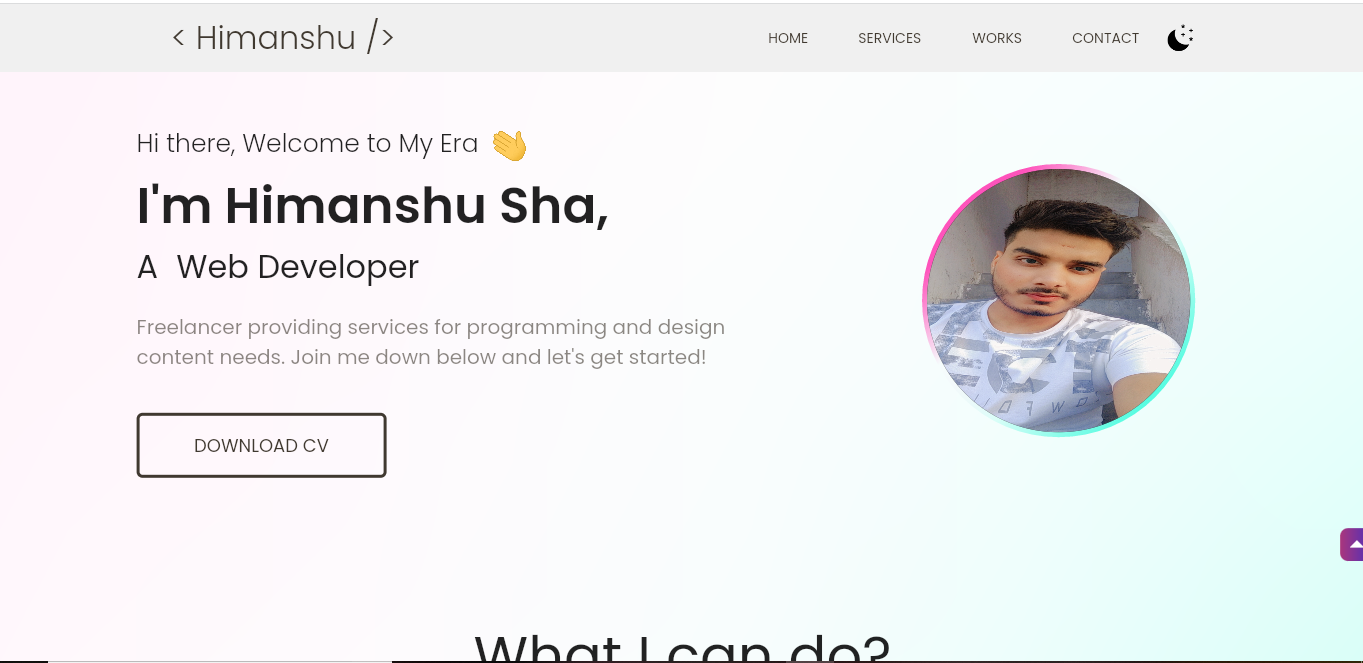 < Himanshu />
HOME SERVICES WORKS CONTACT
Hi there, Welcome to My Era 👋
I'm Himanshu Sha,
A Web Developer
Freelancer providing services for programming and design
content needs. Join me down below and let's get started!
DOWNLOAD CV
What I can do?